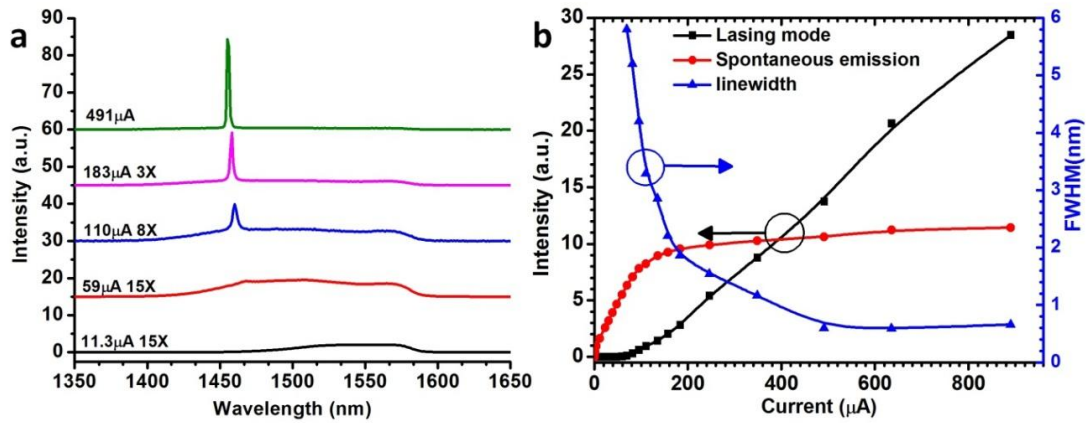 a
90
80
70
60
50
40
30
20
10
0
Intensity (a.u.)
491μA
183μA 3X
110μA 8X
59μA 15X
11.3μA 15X
1350 1400 1450 1500 1550 1600 1650
Wavelength (nm)
b
30
25
20
15
10
5
0
Intensity (a.u.)
Lasing mode
Spontaneous emission
linewidth
6
5
4
3
2
1
0
FWHM(nm)
0 200 400 600 800
Current (μA)